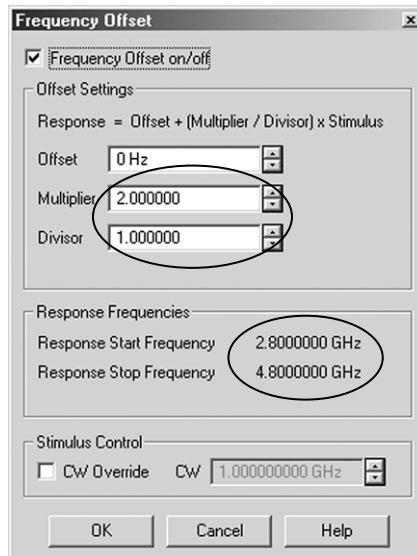 Frequency Offset
Frequency Offset on/off
Offset Settings
Response = Offset + (Multiplier / Divisor) x Stimulus
Offset 0 Hz
Multiplier 2.000000
Divisor 1.000000
Response Frequencies
Response Start Frequency 2.8000000 GHz
Response Stop Frequency 4.8000000 GHz
Stimulus Control
CW Override CW 1.000000000 GHz
OK Cancel Help